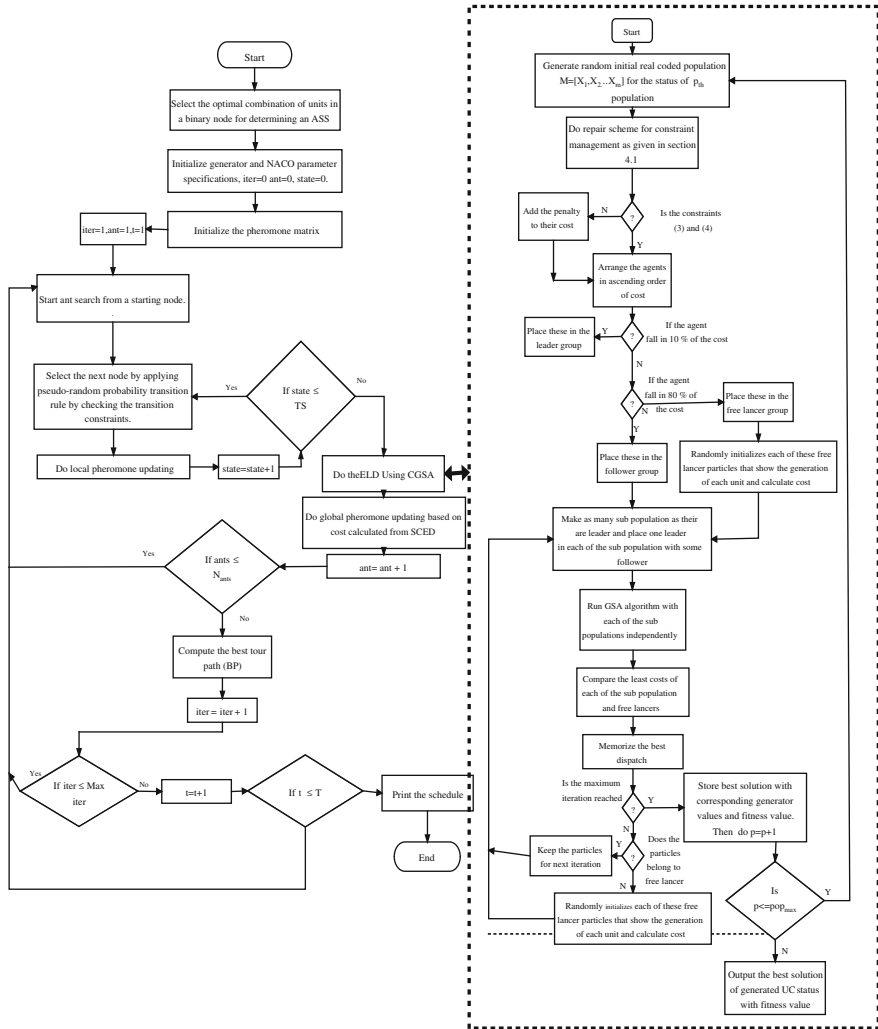 Start
Select the optimal combination of units in
a binary node for determining an ASS
Initialize generator and NACO parameter
specifications, iter=0 ant=0, state=0.
Initialize the pheromone matrix
iter=1,ant=1,t=1
Start ant search from a starting node.
.
Select the next node by applying
pseudo-random probability transition
rule by checking the transition
constraints.
Yes
If state ≤
TS
No
Do local pheromone updating
state=state+1
Do theELD Using CGSA
Do global pheromone updating based on
cost calculated from SCED
ant= ant + 1
Yes
If ants ≤
Nants
No
Compute the best tour
path (BP)
iter = iter + 1
Yes
If iter ≤ Max
iter
No
t=t+1
If t ≤ T
Print the schedule
End
Start
Generate random initial real coded population
M=[X1,X2...Xm] for the status of pth
population
Do repair scheme for constraint
management as given in section
4.1
Add the penalty
to their cost
N
?
Is the constraints
(3) and (4)
Y
Arrange the agents
in ascending order
of cost
Place these in the
leader group
Y
?
If the agent
fall in 10 % of the cost
N
If the agent
fall in 80 % of
the cost
?
N
Place these in the
free lancer group
Y
Place these in the
follower group
Randomly initializes each of these free
lancer particles that show the generation
of each unit and calculate cost
Make as many sub population as their
are leader and place one leader
in each of the sub population with some
follower
Run GSA algorithm with
each of the sub
populations independently
Compare the least costs of
each of the sub population
and free lancers
Memorize the best
dispatch
Is the maximum
iteration reached
?
Y
Store best solution with
corresponding generator
values and fitness value.
Then do p=p+1
N
Keep the particles
for next iteration
Y
?
Does the
particles
belong to
free lancer
N
Randomly initializes each of these free
lancer particles that show the generation
of each unit and calculate cost
Is
p<=popmax
Y
N
Output the best solution
of generated UC status
with fitness value